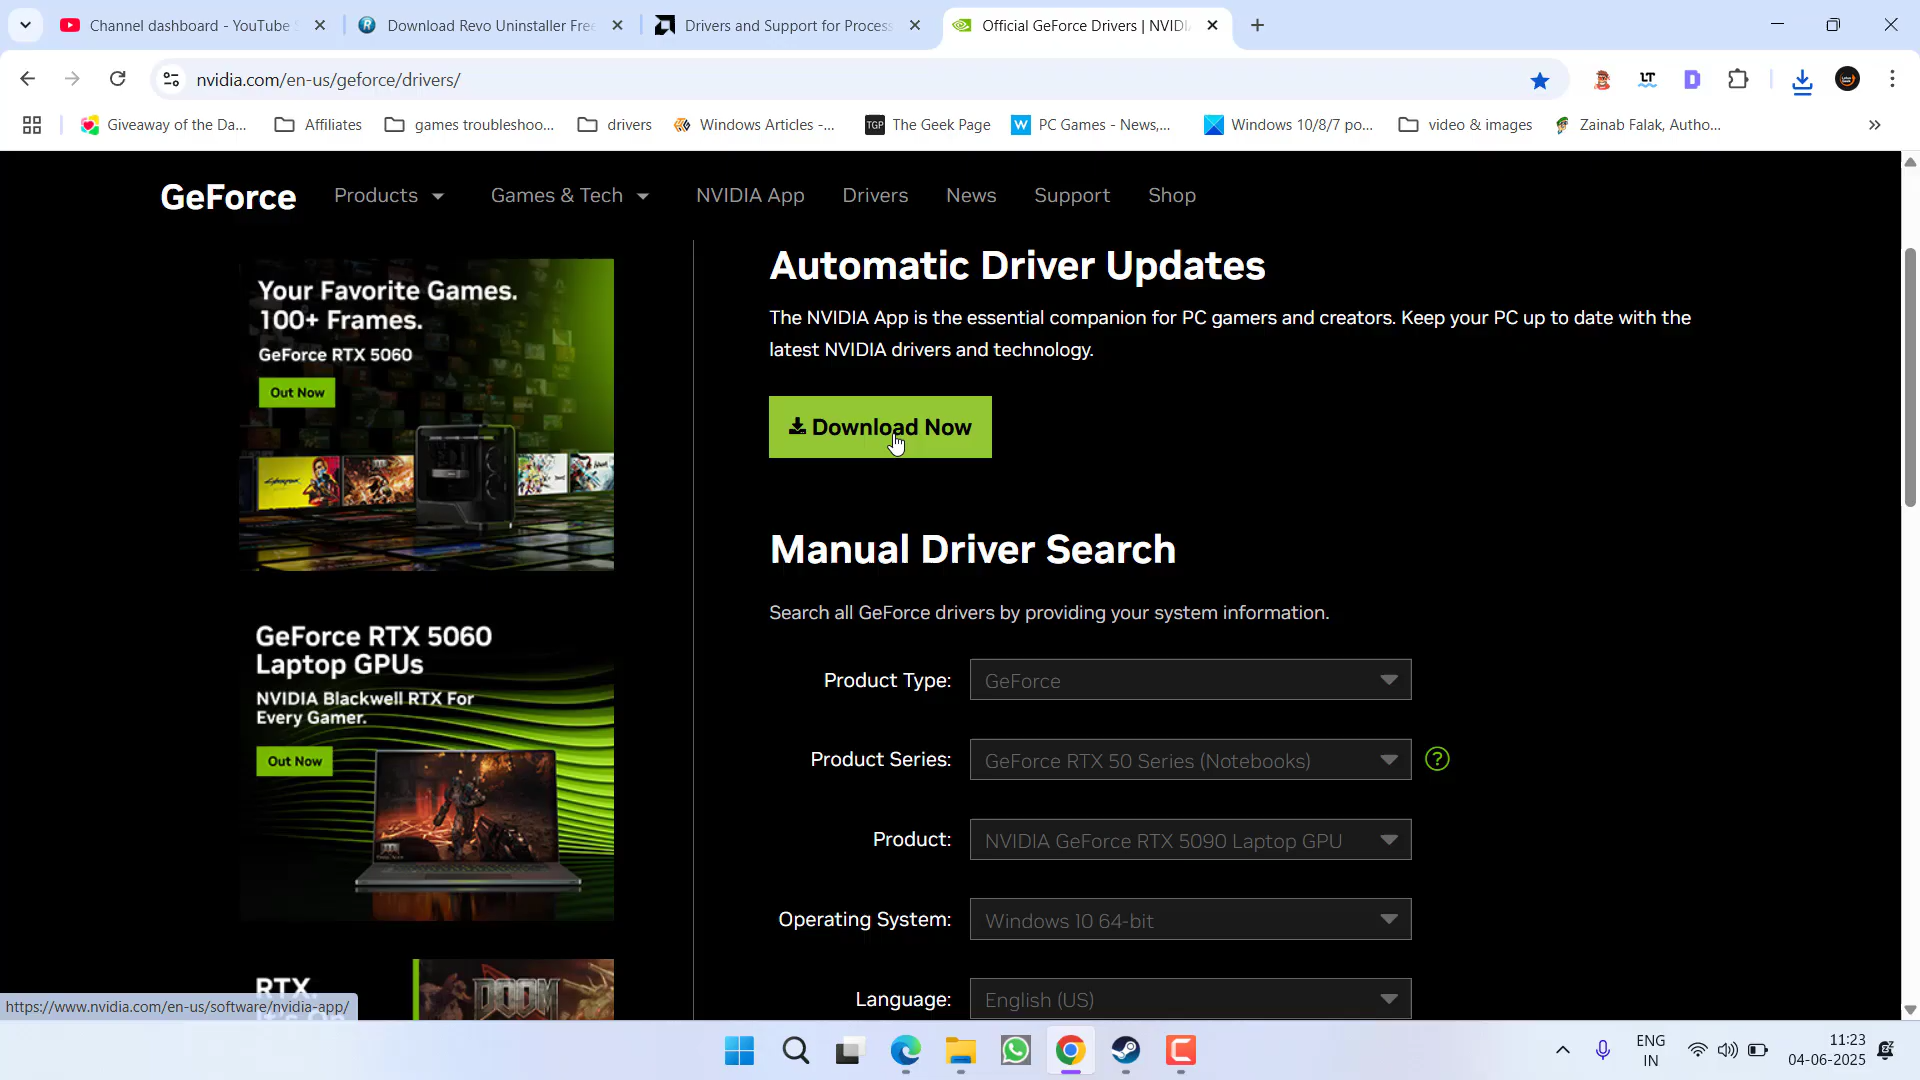 Channel dashboard - YouTube S
Download Revo Uninstaller Free
Drivers and Support for Process
Official GeForce Drivers | NVIDI
nvidia.com/en-us/geforce/drivers/
Giveaway of the Da...
Affiliates
games troubleshoo...
drivers
Windows Articles -...
TGP
The Geek Page
W
PC Games - News,...
Windows 10/8/7 po...
video & images
Zainab Falak, Autho...
GeForce
Products
Games & Tech
NVIDIA App
Drivers
News
Support
Shop
Your Favorite Games.
100+ Frames.
GeForce RTX 5060
Out Now
GeForce RTX 5060
Laptop GPUs
NVIDIA Blackwell RTX For
Every Gamer.
Out Now
RTX.
It's On
DOOM
Automatic Driver Updates
The NVIDIA App is the essential companion for PC gamers and creators. Keep your PC up to date with the
latest NVIDIA drivers and technology.
Download Now
Manual Driver Search
Search all GeForce drivers by providing your system information.
Product Type:
GeForce
Product Series:
GeForce RTX 50 Series (Notebooks)
?
Product:
NVIDIA GeForce RTX 5090 Laptop GPU
Operating System:
Windows 10 64-bit
Language:
English (US)
https://www.nvidia.com/en-us/software/nvidia-app/
ENG
IN
11:23
04-06-2025